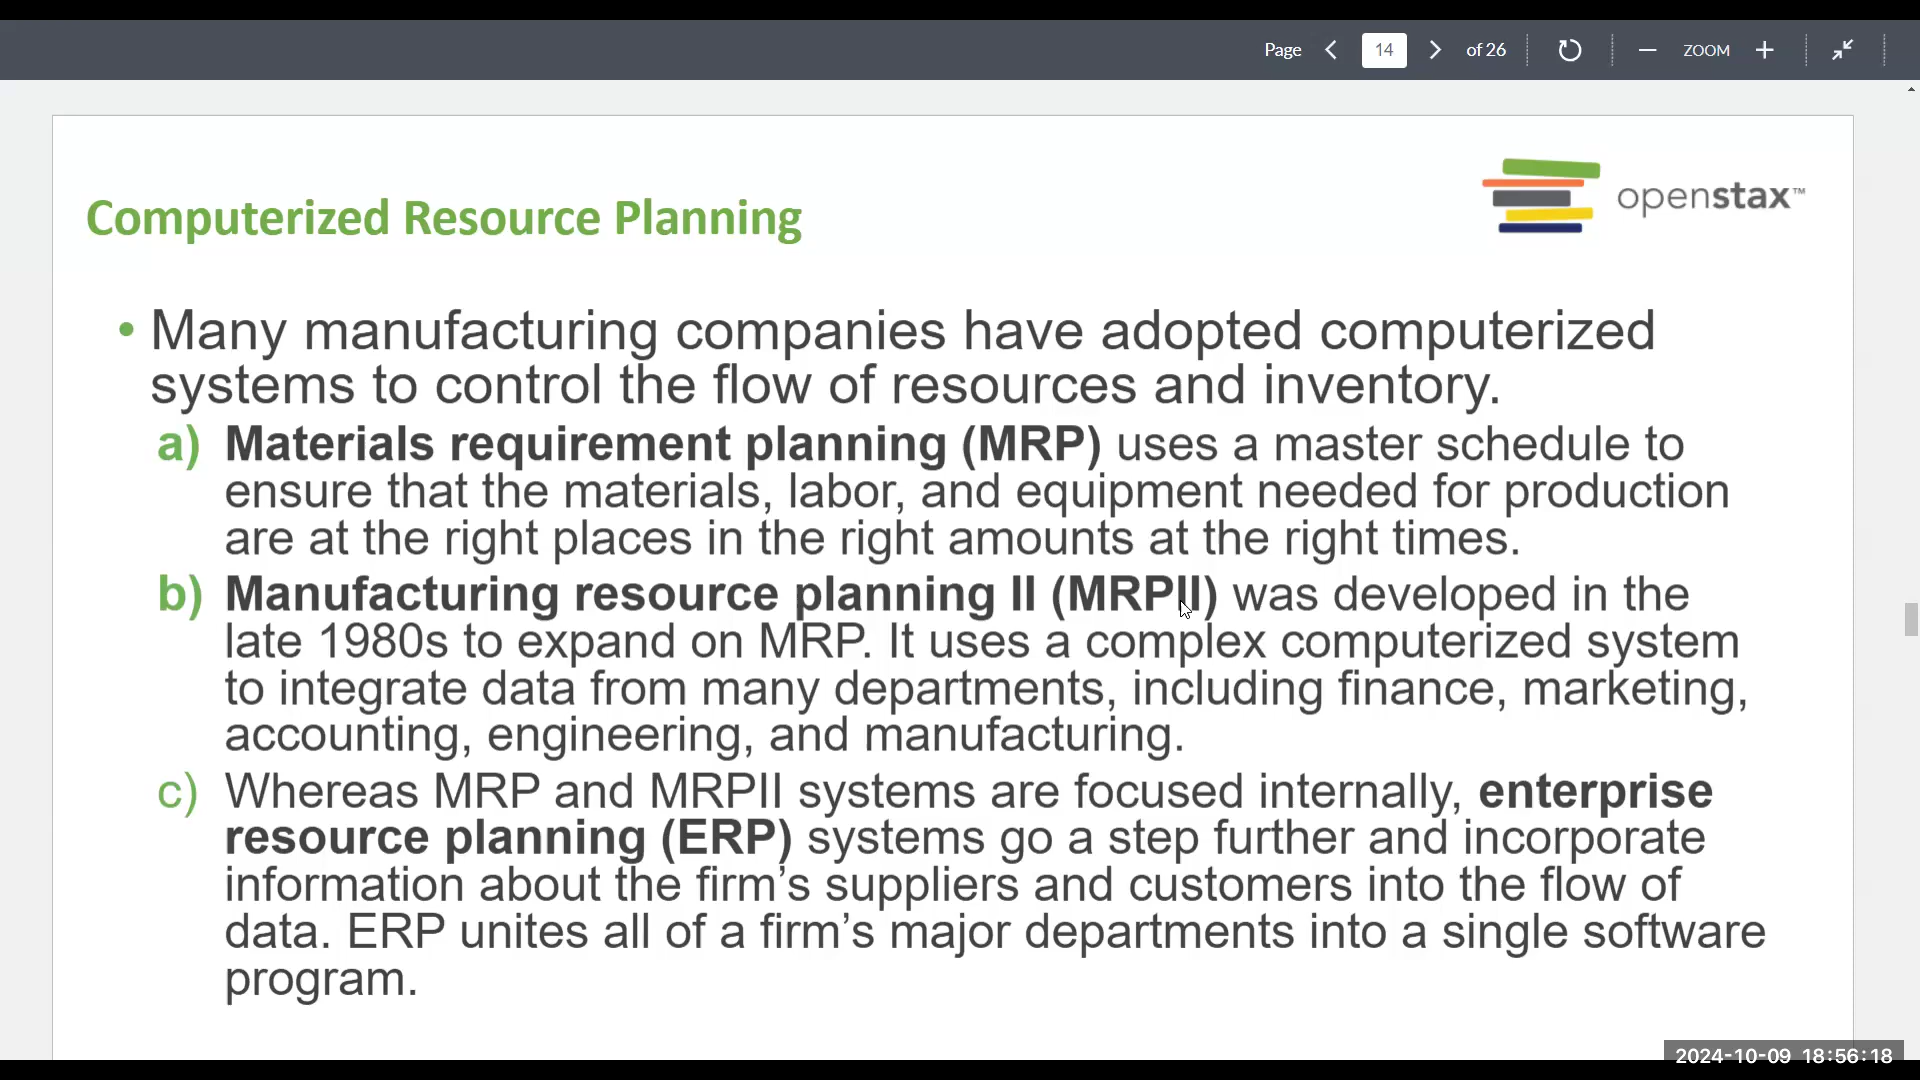 Page 14 of 26 ZOOM
openstax™
Computerized Resource Planning
• Many manufacturing companies have adopted computerized
systems to control the flow of resources and inventory.
a) Materials requirement planning (MRP) uses a master schedule to
ensure that the materials, labor, and equipment needed for production
are at the right places in the right amounts at the right times.
b) Manufacturing resource planning II (MRPII) was developed in the
late 1980s to expand on MRP. It uses a complex computerized system
to integrate data from many departments, including finance, marketing,
accounting, engineering, and manufacturing.
c) Whereas MRP and MRPII systems are focused internally, enterprise
resource planning (ERP) systems go a step further and incorporate
information about the firm’s suppliers and customers into the flow of
data. ERP unites all of a firm’s major departments into a single software
program.
2024-10-09 18:56:18